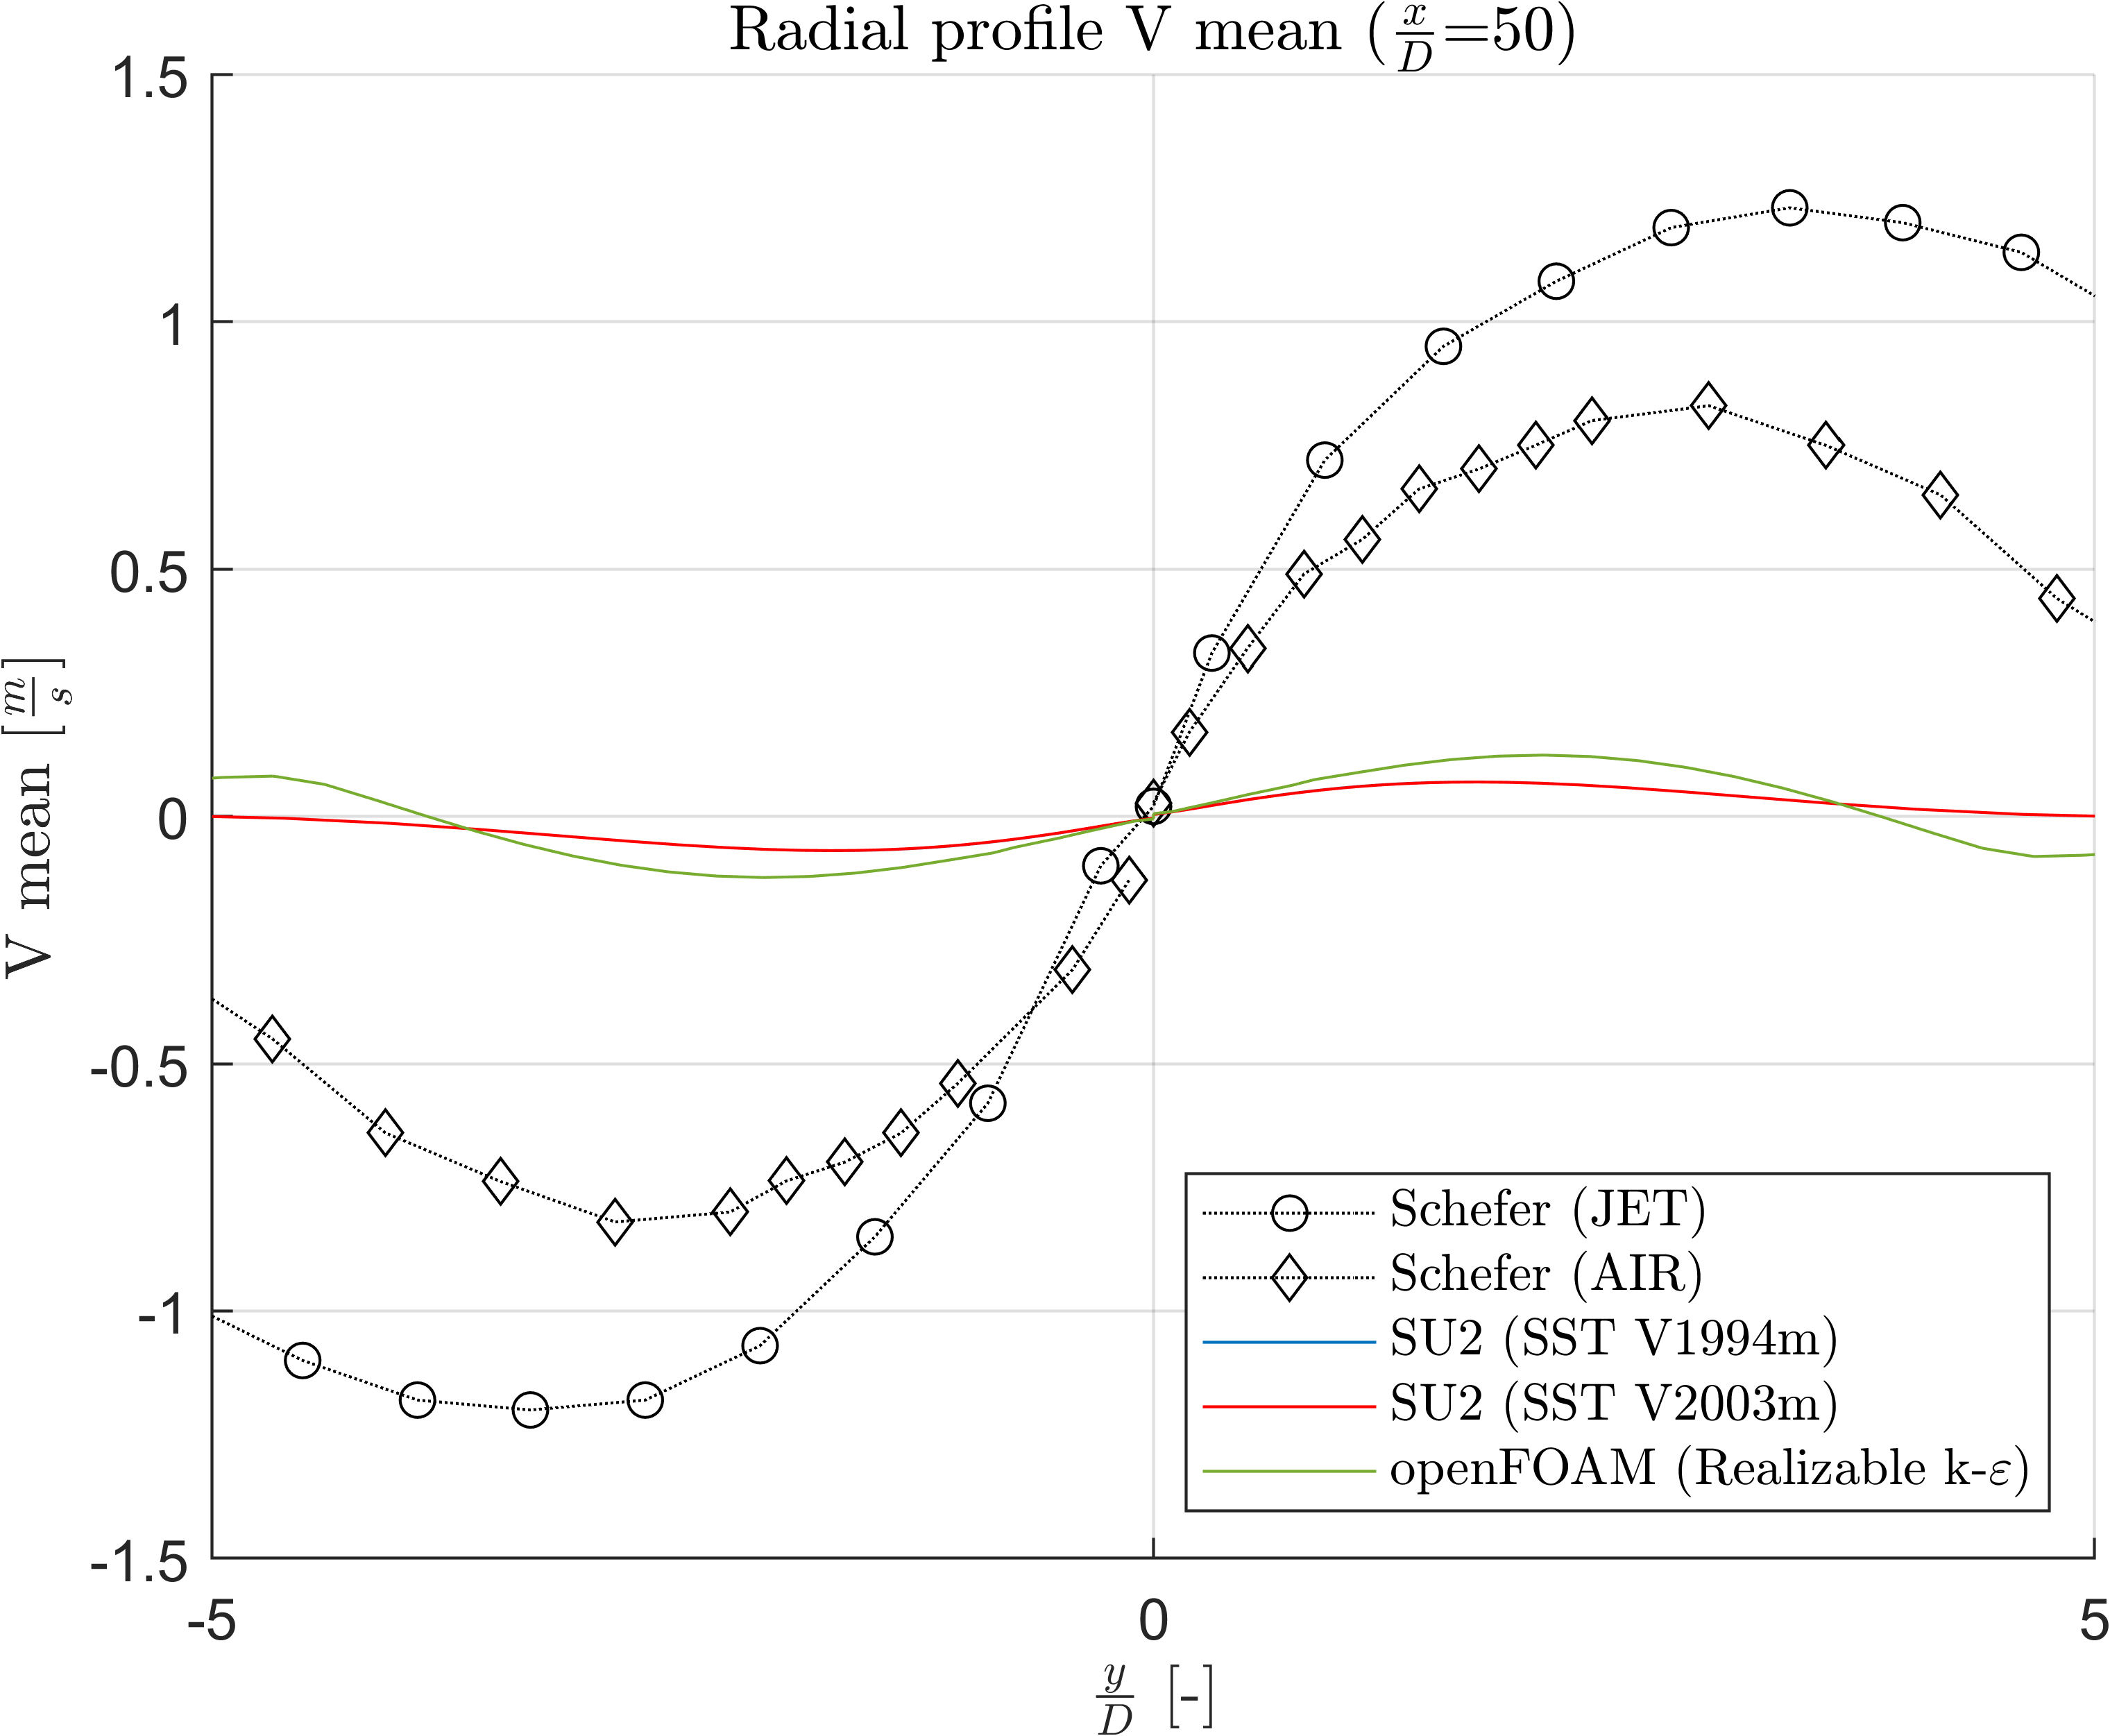 Radial profile V mean (x/D=50)
1.5
1
0.5
0
-0.5
-1
-1.5
V mean [m/s]
-5
0
5
y/D [-]
Schefer (JET)
Schefer (AIR)
SU2 (SST V1994m)
SU2 (SST V2003m)
openFOAM (Realizable k-ε)